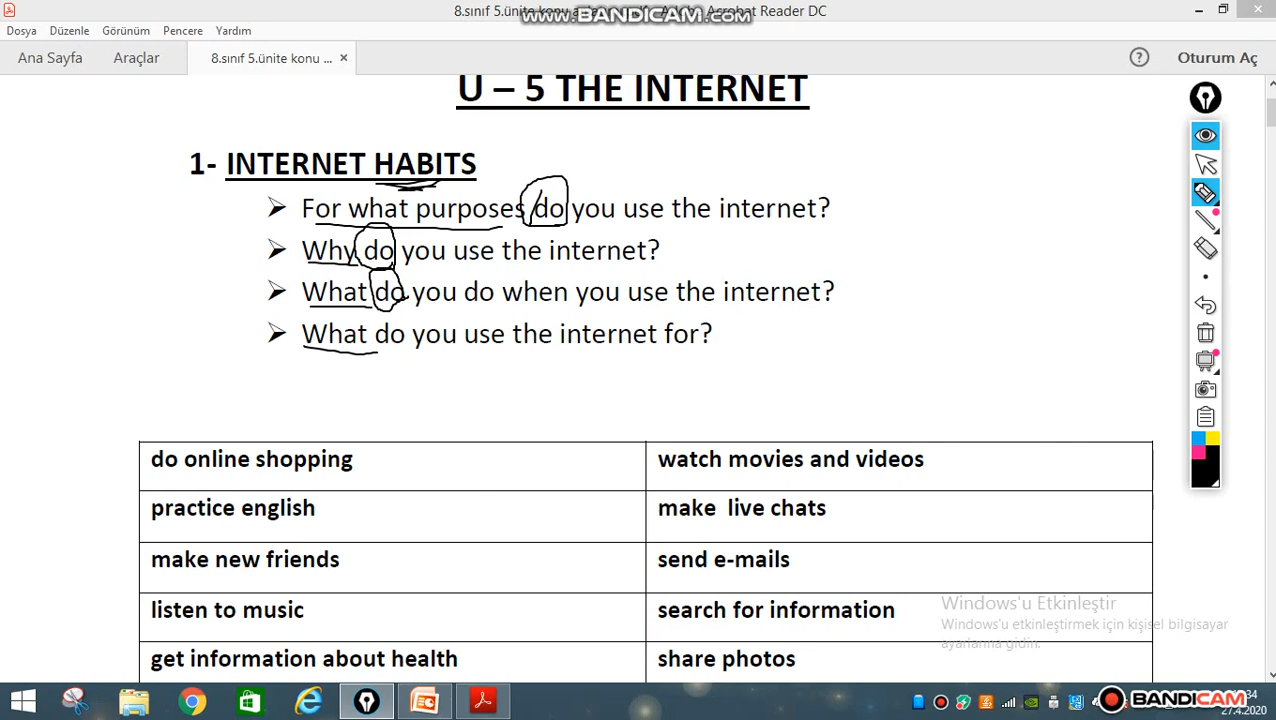 8.sınıf 5.ünite konu
www.BANDICAM.com
Acrobat Reader DC
Dosya Düzenle Görünüm Pencere Yardım
Ana Sayfa Araçlar 8.sınıf 5.ünite konu ... × Oturum Aç
U – 5 THE INTERNET
1- INTERNET HABITS
➢ For what purposes do you use the internet?
➢ Why do you use the internet?
➢ What do you do when you use the internet?
➢ What do you use the internet for?
do online shopping watch movies and videos
practice english make live chats
make new friends send e-mails
listen to music search for information
get information about health share photos
Windows'u Etkinleştir
Windows'u etkinleştirmek için kişisel bilgisayar
ayarlarına gidin.
34
27.4.2020
BANDICAM